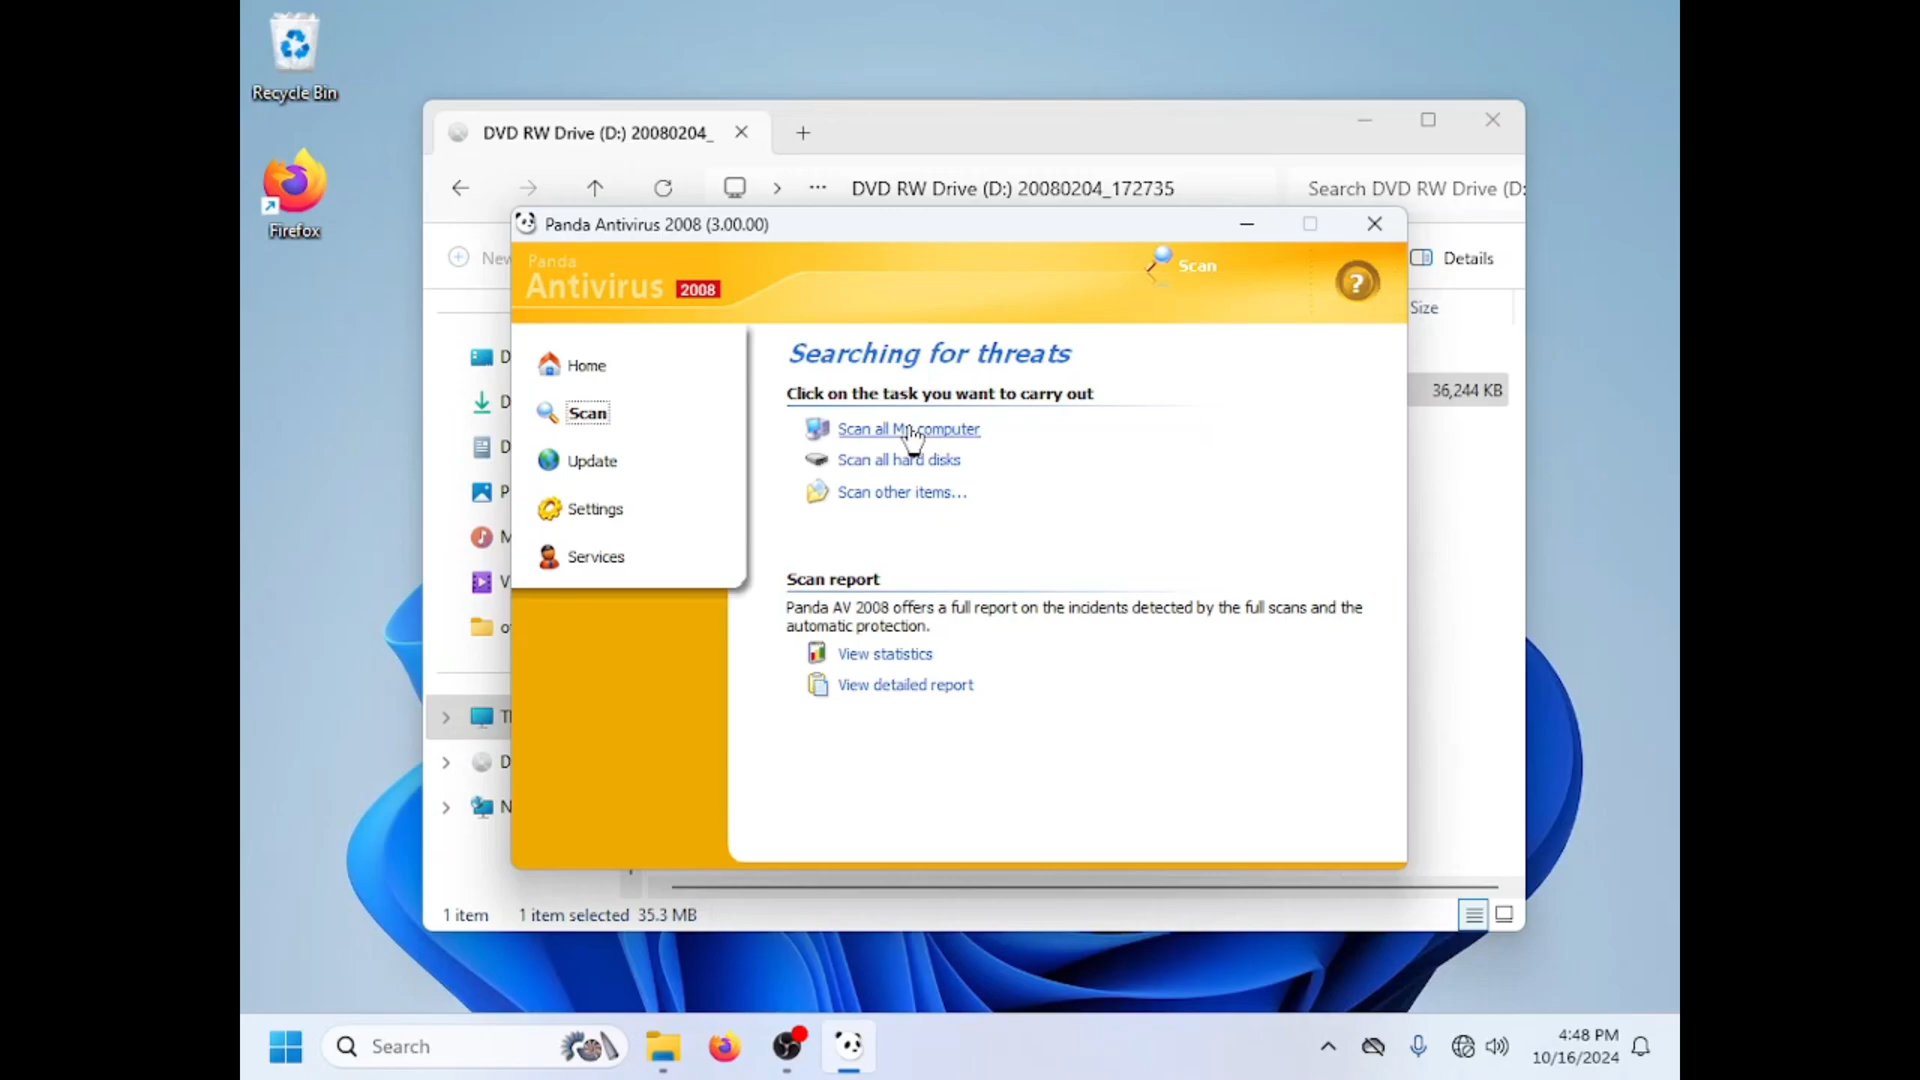 Recycle Bin
Firefox
DVD RW Drive (D:) 20080204_
DVD RW Drive (D:) 20080204_172735
Search DVD RW Drive (D:
New
Details
Size
36,244 KB
D
D
D
P
M
V
o
T
D
N
1 item
1 item selected 35.3 MB
Panda Antivirus 2008 (3.00.00)
Panda
Antivirus 2008
Scan
?
Home
Scan
Update
Settings
Services
Searching for threats
Click on the task you want to carry out
Scan all My computer
Scan all hard disks
Scan other items...
Scan report
Panda AV 2008 offers a full report on the incidents detected by the full scans and the
automatic protection.
View statistics
View detailed report
Search
4:48 PM
10/16/2024